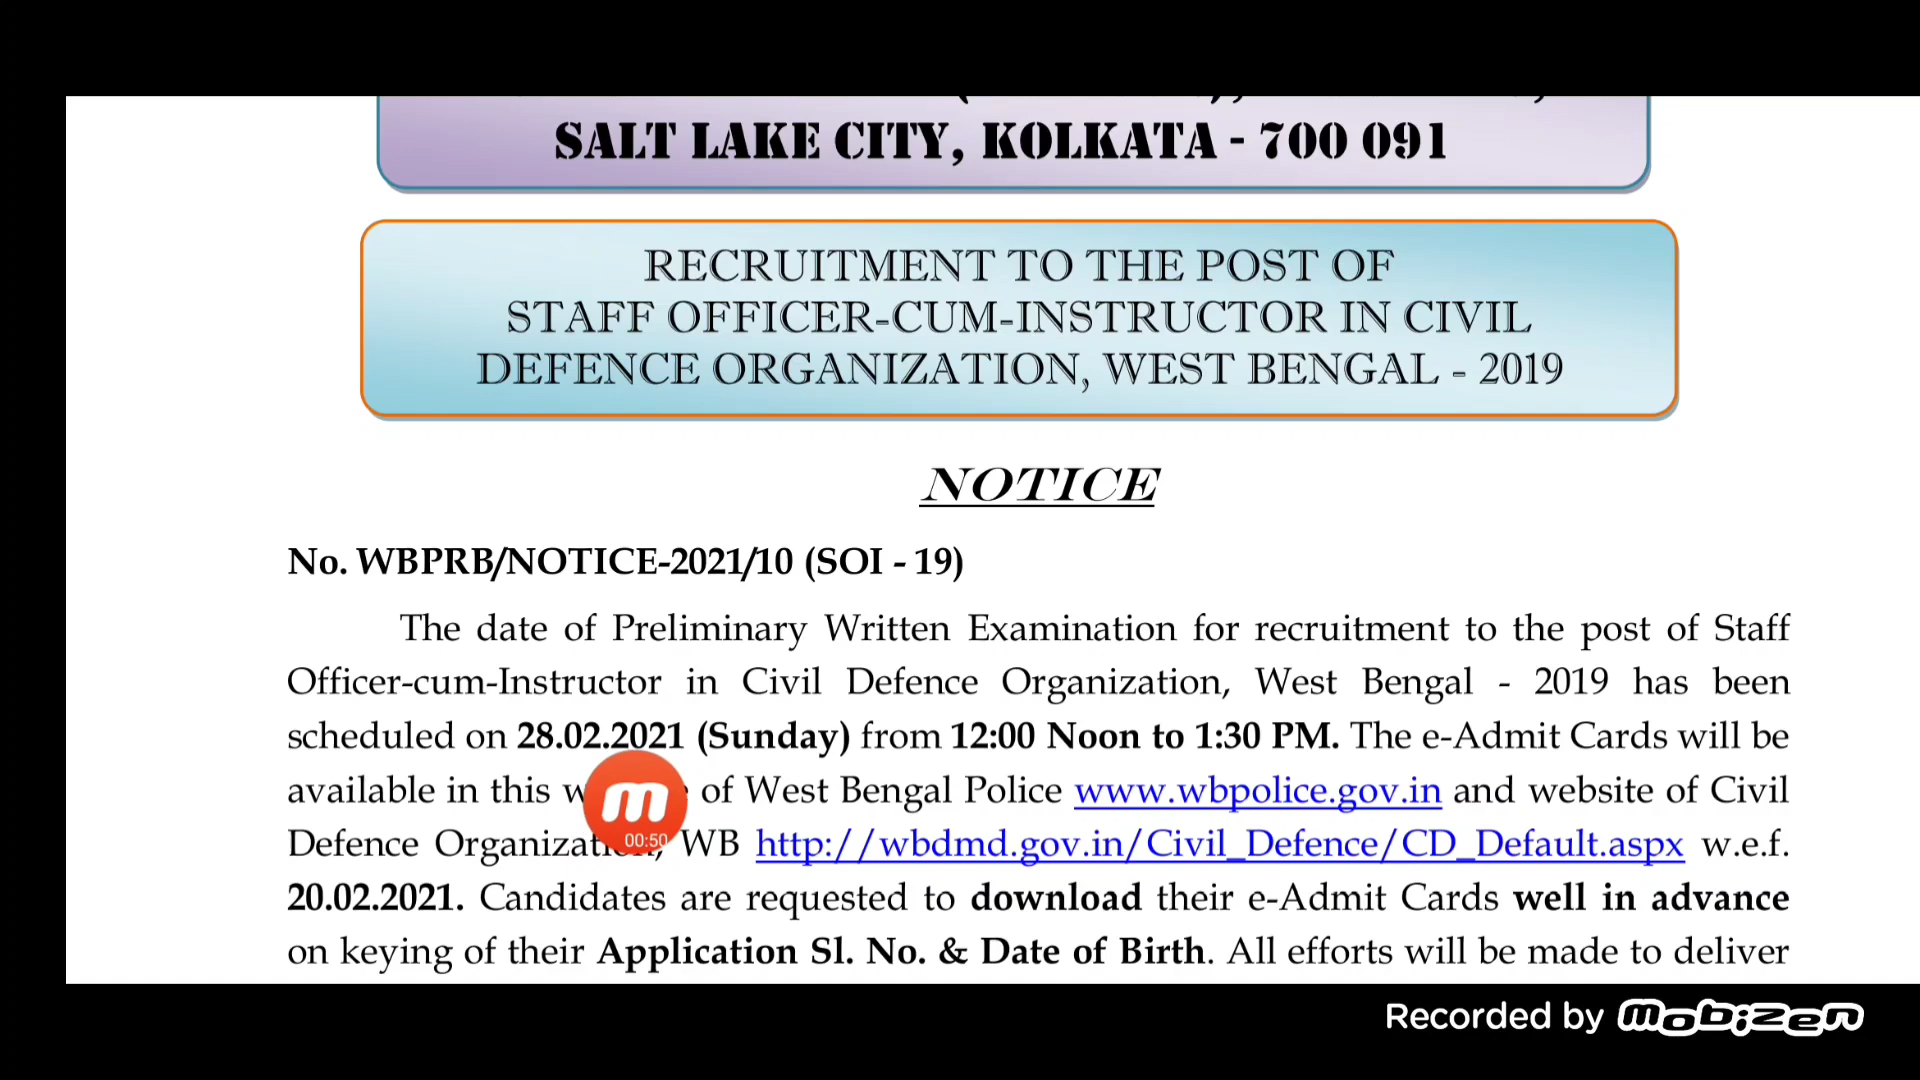 SALT LAKE CITY, KOLKATA - 700 091
RECRUITMENT TO THE POST OF
STAFF OFFICER-CUM-INSTRUCTOR IN CIVIL
DEFENCE ORGANIZATION, WEST BENGAL - 2019
NOTICE
No. WBPRB/NOTICE-2021/10 (SOI - 19)
The date of Preliminary Written Examination for recruitment to the post of Staff
Officer-cum-Instructor in Civil Defence Organization, West Bengal - 2019 has been
scheduled on 28.02.2021 (Sunday) from 12:00 Noon to 1:30 PM. The e-Admit Cards will be
available in this of West Bengal Police www.wbpolice.gov.in and website of Civil
Defence Organization, WB http://wbdmd.gov.in/Civil_Defence/CD_Default.aspx w.e.f.
20.02.2021. Candidates are requested to download their e-Admit Cards well in advance
on keying of their Application Sl. No. & Date of Birth. All efforts will be made to deliver
m
00:50
Recorded by mobizen